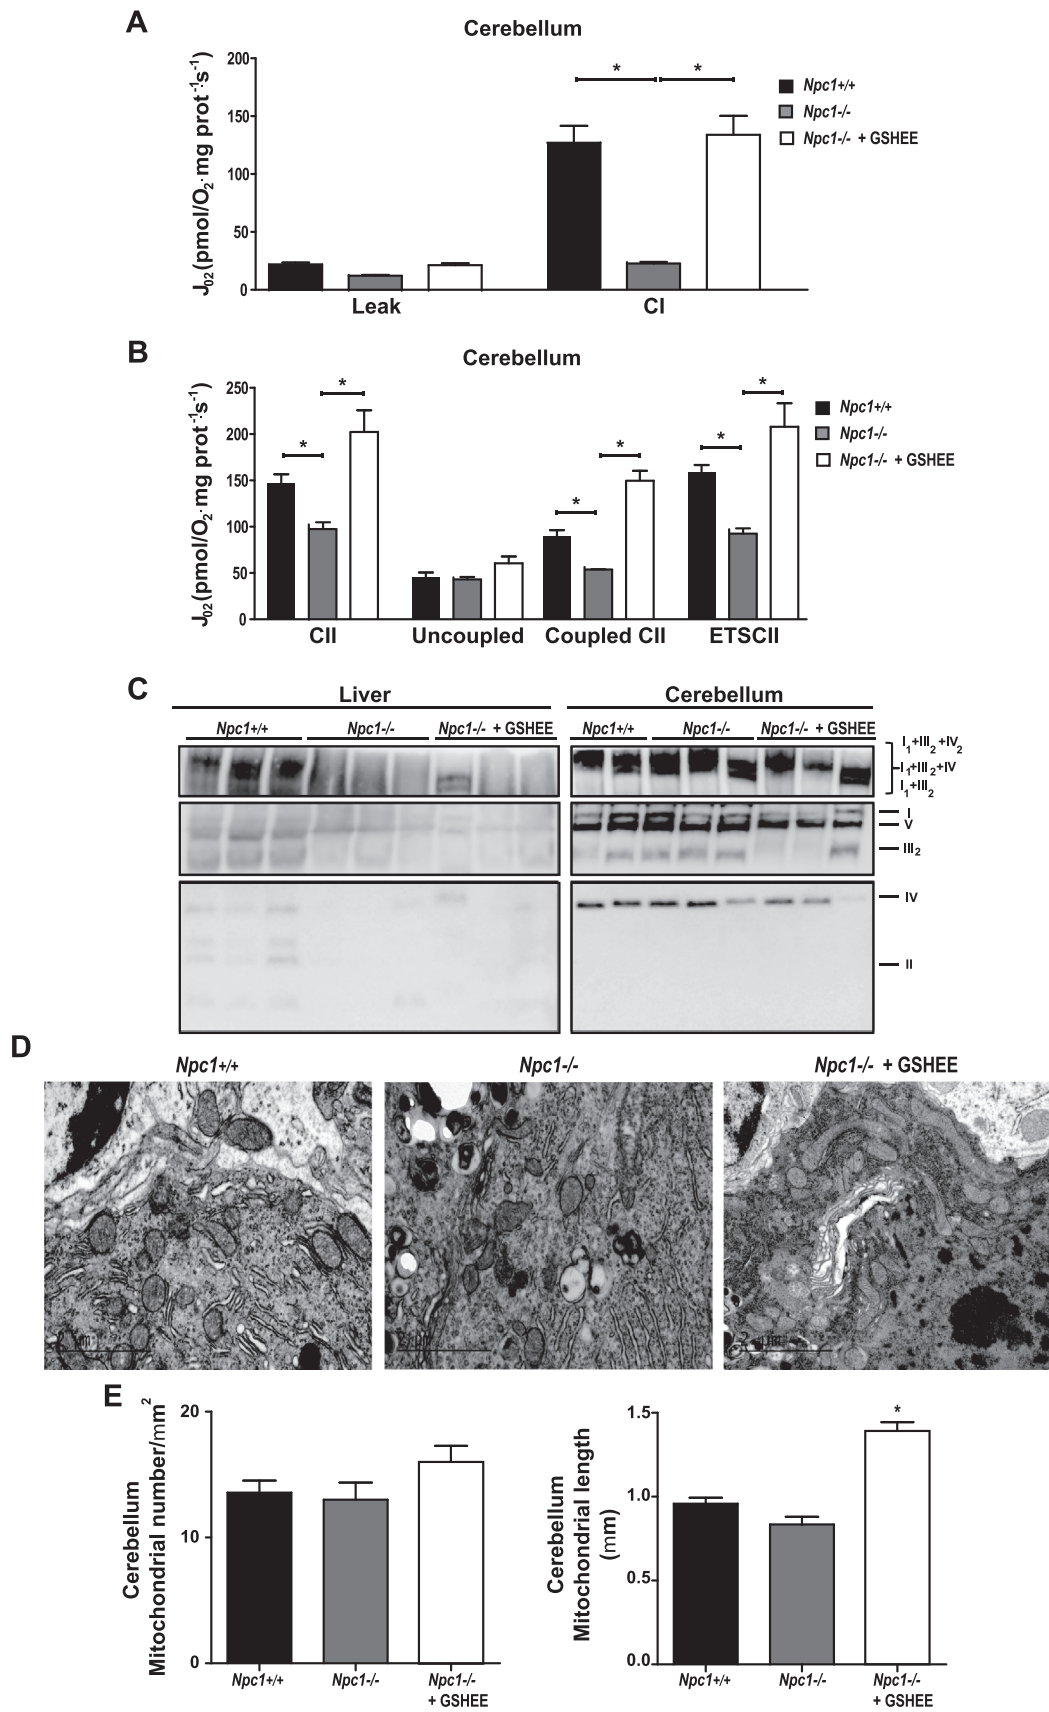 A
Cerebellum
J02 (pmol/O2· mg prot-1·s-1)
200
150
100
50
0
* *
Npc1+/+
Npc1-/-
Npc1-/- + GSHEE
Leak CI
B
Cerebellum
J02 (pmol/O2· mg prot-1·s-1)
250
200
150
100
50
0
* * * * * *
Npc1+/+
Npc1-/-
Npc1-/- + GSHEE
CII Uncoupled Coupled CII ETSCII
C
Liver Cerebellum
Npc1+/+ Npc1-/- Npc1-/- + GSHEE Npc1+/+ Npc1-/- Npc1-/- + GSHEE
I1+III2+IV2
I1+III2+IV
I1+III2
I
V
III2
IV
II
D
Npc1+/+ Npc1-/- Npc1-/- + GSHEE
2 µm
E
Cerebellum
Mitochondrial number/mm2
20
10
0
Npc1+/+ Npc1-/- Npc1-/-
+ GSHEE
Cerebellum
Mitochondrial length
(mm)
1.5
1.0
0.5
0.0
*
Npc1+/+ Npc1-/- Npc1-/-
+ GSHEE